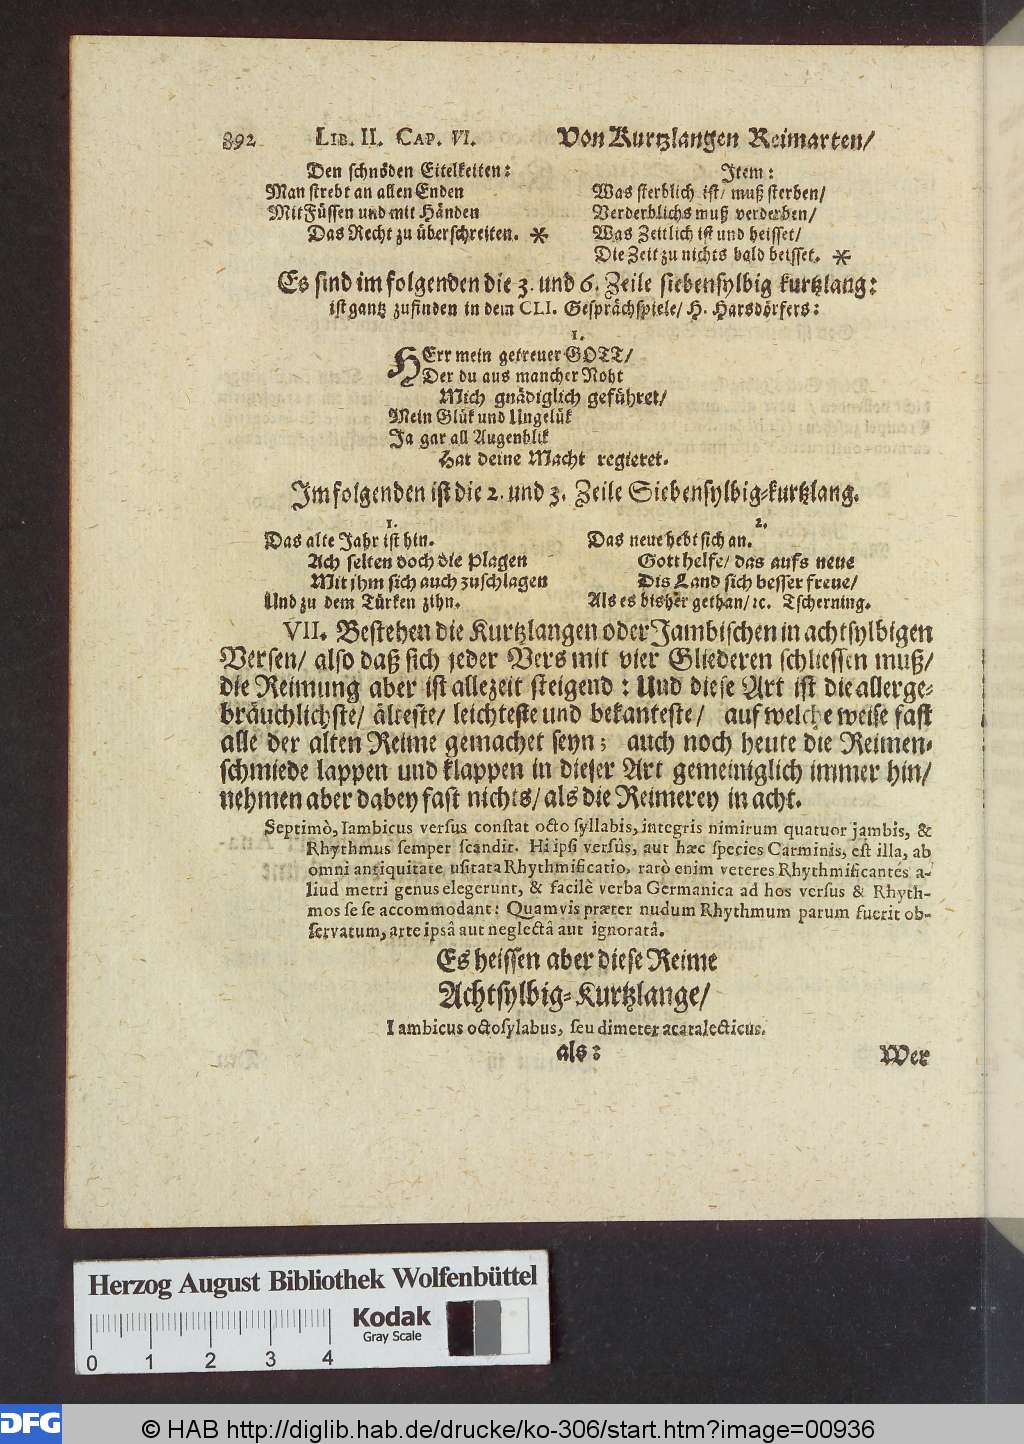 892 LIB. II. CAP. VI. Von Kurtzlangen Reimarten/
Den schnöden Eitelkeiten:
Man strebt an allen Enden
Mit Füssen und mit Händen
Das Recht zu überschreiten. *
Item:
Was sterblich ist/ muß sterben/
Verderblichs muß verderben/
Was Zeitlich ist und heisset/
Die Zeit zu nichts bald beisset. *
Es sind im folgenden die 3. und 6. Zeile siebensylbig kurtzlang:
ist gantz zufinden in dem CLI. Gesprächspiele/ H. Harsdörfers:
1.
HErr mein getreuer GOTT/
Der du aus mancher Noht
Mich gnädiglich geführet/
Mein Glük und Ungelük
Ja gar all Augenblik
Hat deine Macht regieret.
Im folgenden ist die 2. und 3. Zeile Siebensylbig-kurtzlang.
1.
Das alte Jahr ist hin.
Ach selten doch die Plagen
Mit ihm sich auch zuschlagen
Und zu dem Türken zihn.
2.
Das neue hebt sich an.
Gott helfe/ das aufs neue
Dis Land sich besser freue/
Als es bisher gethan/ ꝛc. Tscherning.
VII. Bestehen die Kurtzlangen oder Jambischen in achtsylbigen
Versen/ also daß sich jeder Vers mit vier Gliederen schliessen muß/
die Reimung aber ist allezeit steigend: Und diese Art ist die allerge-
bräuchlichste/ älteste/ leichteste und bekanteste/ auf welche weise fast
alle der alten Reime gemachet seyn; auch noch heute die Reimen-
schmiede lappen und klappen in dieser Art gemeiniglich immer hin/
nehmen aber dabey fast nichts/ als die Reimerey in acht.
Septimò, Iambicus versus constat octo syllabis, integris nimirum quatuor jambis, &
Rhythmus semper scandit. Hi ipsi versûs, aut hæc species Carminis, est illa, ab
omni antiquitate usitata Rhythmificatio, rarò enim veteres Rhythmificantes a-
liud metri genus elegerunt, & facilè verba Germanica ad hos versus & Rhyth-
mos se se accommodant: Quamvis præter nudum Rhythmum parum fuerit ob-
servatum, arte ipsâ aut neglectâ aut ignoratâ.
Es heissen aber diese Reime
Achtsylbig-Kurtzlange/
Iambicus octosylabus, seu dimeter acatalecticus.
als:
Wer
Herzog August Bibliothek Wolfenbüttel
Kodak
Gray Scale
0 1 2 3 4
DFG
© HAB http://diglib.hab.de/drucke/ko-306/start.htm?image=00936